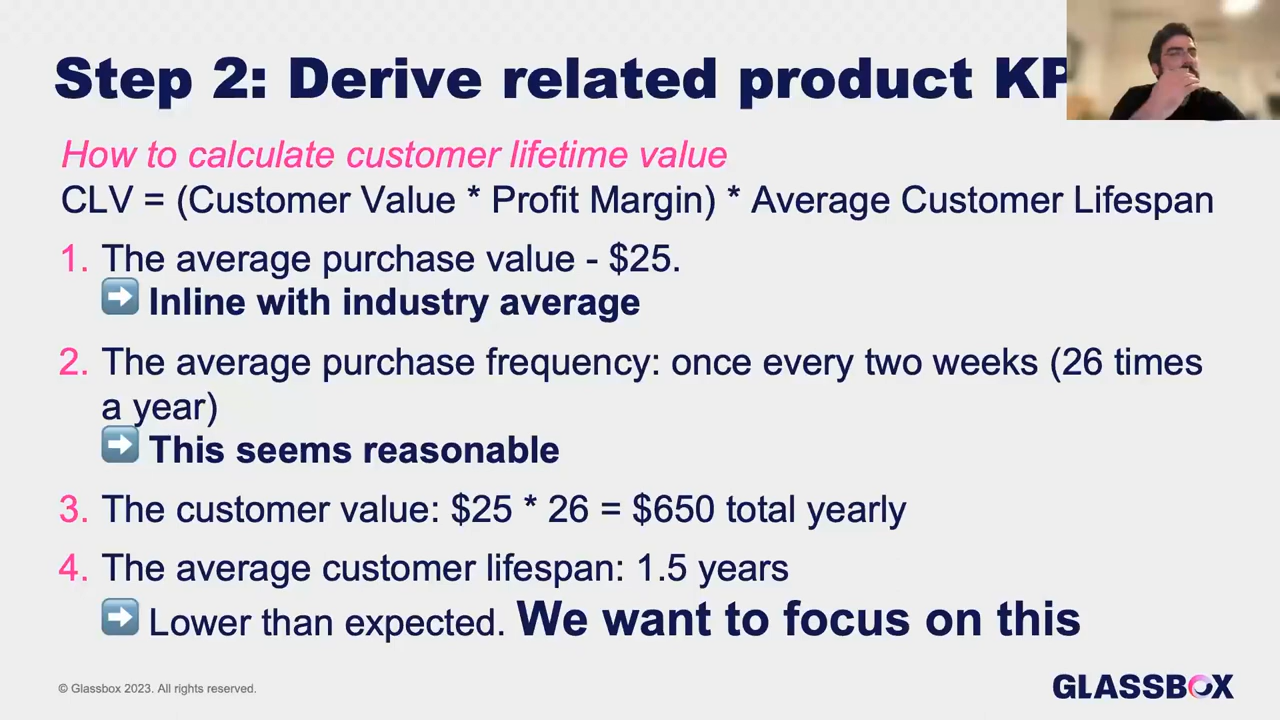 Step 2: Derive related product KP
How to calculate customer lifetime value
CLV = (Customer Value * Profit Margin) * Average Customer Lifespan
1. The average purchase value - $25.
➡ Inline with industry average
2. The average purchase frequency: once every two weeks (26 times
a year)
➡ This seems reasonable
3. The customer value: $25 * 26 = $650 total yearly
4. The average customer lifespan: 1.5 years
➡ Lower than expected. We want to focus on this
© Glassbox 2023. All rights reserved.
GLASSBOX